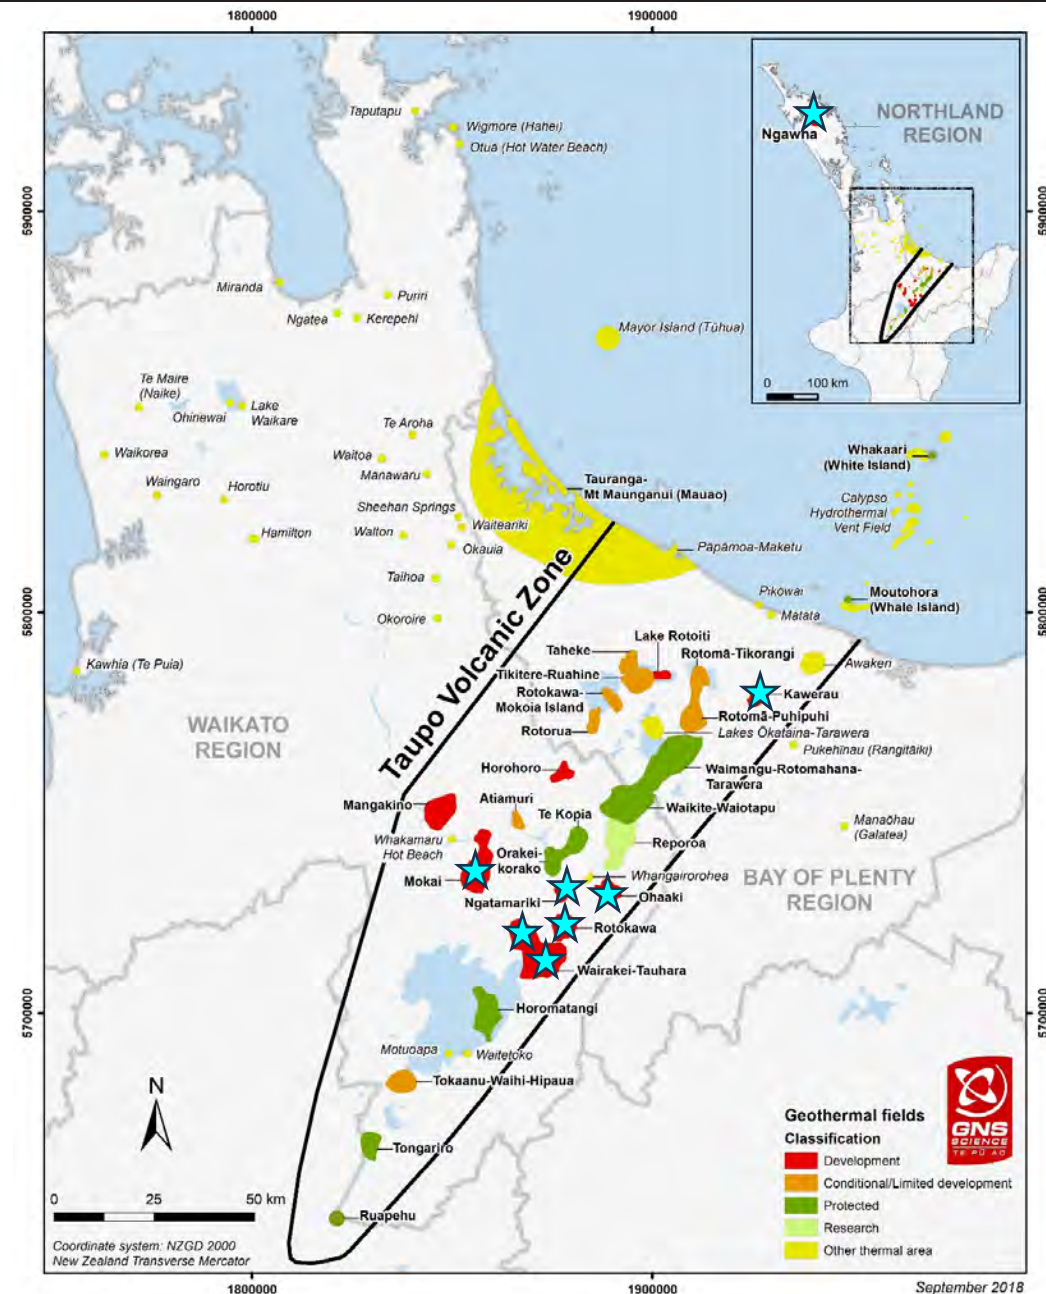 1800000
1900000
5900000
5900000
5800000
5800000
5700000
5700000
1800000
1900000
NORTHLAND
REGION
Ngawha
0
100 km
Taputapu
Wigmore (Hahei)
Otua (Hot Water Beach)
Miranda
Puriri
Ngatea
Kerepehi
Mayor Island (Tūhua)
Te Maire
(Naike)
Ohinewai
Lake
Waikare
Te Aroha
Waikorea
Waitoa
Manawaru
Waingaro
Horotiu
Sheehan Springs
Hamilton
Walton
Waiteariki
Okauia
Taihoa
Okoroire
Kawhia (Te Puia)
Tauranga-
Mt Maunganui (Mauao)
Papamoa-Maketu
Whakaari
(White Island)
Calypso
Hydrothermal
Vent Field
Moutohora
(Whale Island)
Pikowai
Matata
Taupo Volcanic Zone
WAIKATO
REGION
BAY OF PLENTY
REGION
Taheke
Lake Rotoiti
Rotomā-Tikorangi
Awakeri
Tikitere-Ruahine
Rotokawa-
Mokoia Island
Rotorua
Kawerau
Rotomā-Puhipuhi
Lakes Okataina-Tarawera
Pukehinau (Rangitāiki)
Horohoro
Waimangu-Rotomahana-
Tarawera
Mangakino
Atiamuri
Te Kopia
Waikite-Waiotapu
Manaōhau
(Galatea)
Whakamaru
Hot Beach
Orakei-
korako
Reporoa
Mokai
Whangairorohea
Ngatamariki
Ohaaki
Rotokawa
Wairakei-Tauhara
Horomatangi
Motuoapa
Waitetoko
Tokaanu-Waihi-Hipaua
Tongariro
Ruapehu
N
0
25
50 km
Coordinate system: NZGD 2000
New Zealand Transverse Mercator
Geothermal fields
Classification
Development
Conditional/Limited development
Protected
Research
Other thermal area
GNS
SCIENCE
TE PŪ AO
September 2018